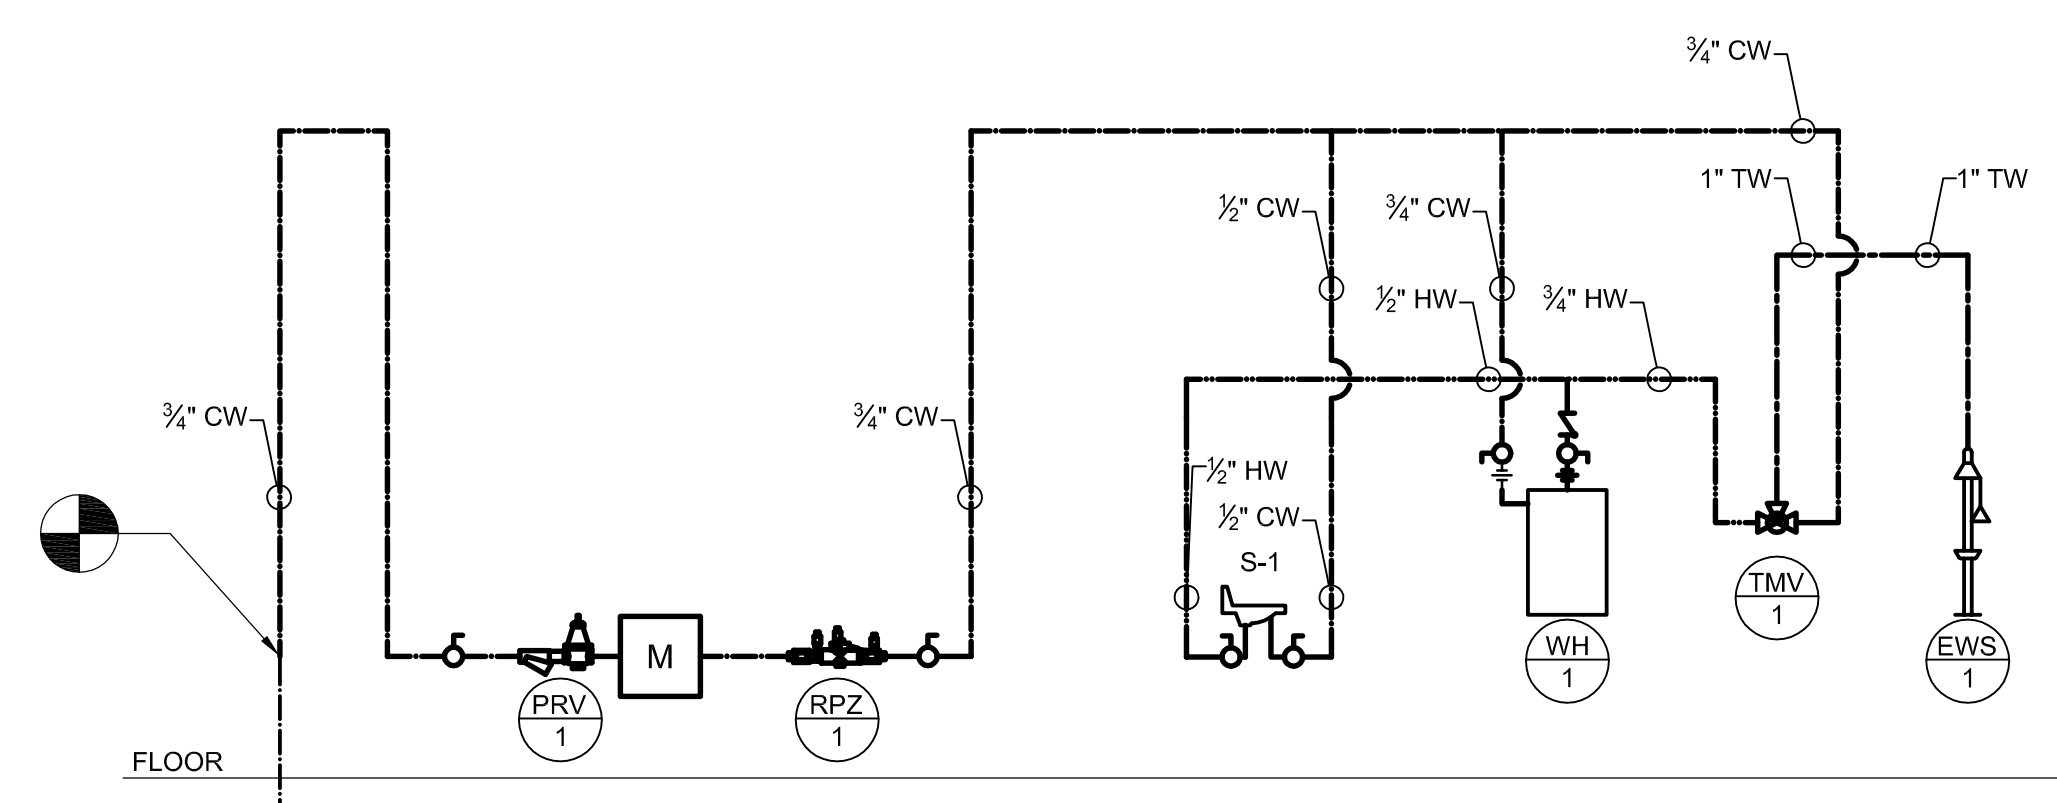 ¾" CW
1" TW
1" TW
½" CW
¾" CW
½" HW
¾" HW
¾" CW
¾" CW
½" HW
½" CW
S-1
TMV
1
M
WH
1
EWS
1
PRV
1
RPZ
1
FLOOR